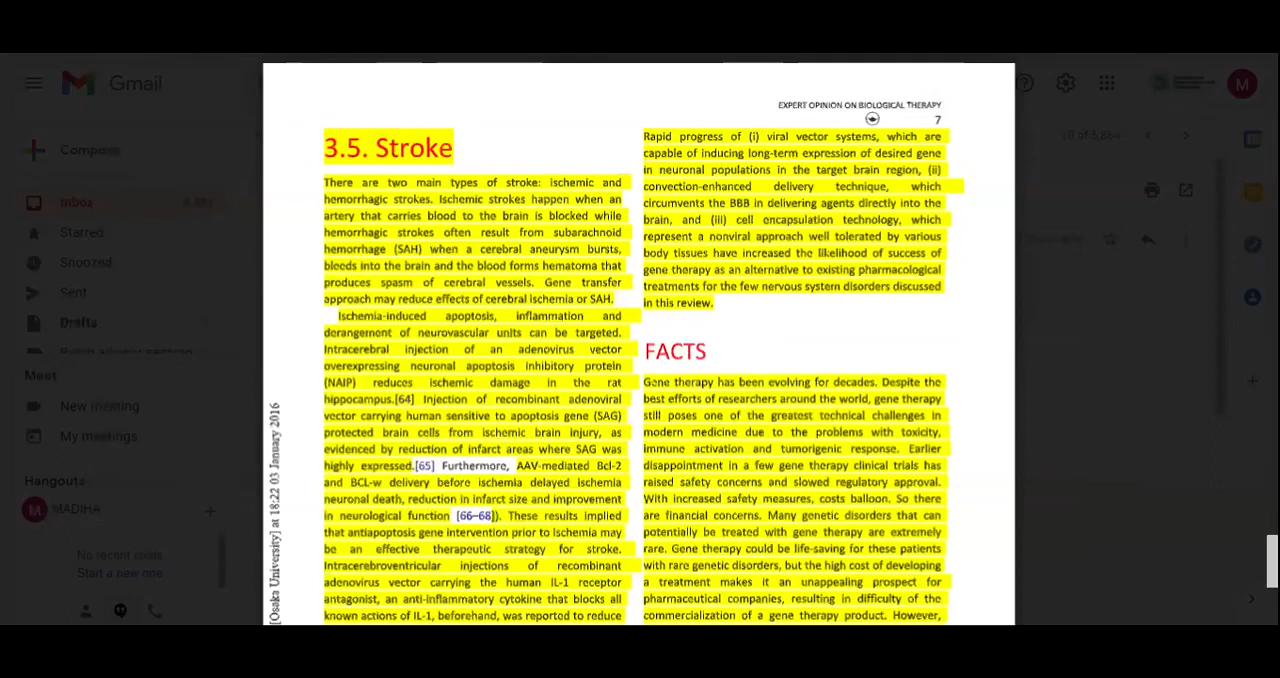 Gmail
Compose
Inbox
Starred
Snoozed
Sent
Drafts
Meet
New meeting
My meetings
Hangouts
MADIHA
No recent chats
Start a new one
M
M
[Osaka University] at 18:22 03 January 2016
EXPERT OPINION ON BIOLOGICAL THERAPY
7
3.5. Stroke
There are two main types of stroke: ischemic and
hemorrhagic strokes. Ischemic strokes happen when an
artery that carries blood to the brain is blocked while
hemorrhagic strokes often result from subarachnoid
hemorrhage (SAH) when a cerebral aneurysm bursts,
bleeds into the brain and the blood forms hematoma that
produces spasm of cerebral vessels. Gene transfer
approach may reduce effects of cerebral ischemia or SAH.
Ischemia-induced apoptosis, inflammation and
derangement of neurovascular units can be targeted.
Intracerebral injection of an adenovirus vector
overexpressing neuronal apoptosis inhibitory protein
(NAIP) reduces ischemic damage in the rat
hippocampus.[64] Injection of recombinant adenoviral
vector carrying human sensitive to apoptosis gene (SAG)
protected brain cells from ischemic brain injury, as
evidenced by reduction of infarct areas where SAG was
highly expressed.[65] Furthermore, AAV-mediated Bcl-2
and BCL-w delivery before ischemia delayed ischemia
neuronal death, reduction in infarct size and improvement
in neurological function [66–68]). These results implied
that antiapoptosis gene intervention prior to Ischemia may
be an effective therapeutic strategy for stroke.
Intracerebroventricular injections of recombinant
adenovirus vector carrying the human IL-1 receptor
antagonist, an anti-inflammatory cytokine that blocks all
known actions of IL-1, beforehand, was reported to reduce
Rapid progress of (i) viral vector systems, which are
capable of inducing long-term expression of desired gene
in neuronal populations in the target brain region, (ii)
convection-enhanced delivery technique, which
circumvents the BBB in delivering agents directly into the
brain, and (iii) cell encapsulation technology, which
represent a nonviral approach well tolerated by various
body tissues have increased the likelihood of success of
gene therapy as an alternative to existing pharmacological
treatments for the few nervous system disorders discussed
in this review.
FACTS
Gene therapy has been evolving for decades. Despite the
best efforts of researchers around the world, gene therapy
still poses one of the greatest technical challenges in
modern medicine due to the problems with toxicity,
immune activation and tumorigenic response. Earlier
disappointment in a few gene therapy clinical trials has
raised safety concerns and slowed regulatory approval.
With increased safety measures, costs balloon. So there
are financial concerns. Many genetic disorders that can
potentially be treated with gene therapy are extremely
rare. Gene therapy could be life-saving for these patients
with rare genetic disorders, but the high cost of developing
a treatment makes it an unappealing prospect for
pharmaceutical companies, resulting in difficulty of the
commercialization of a gene therapy product. However,